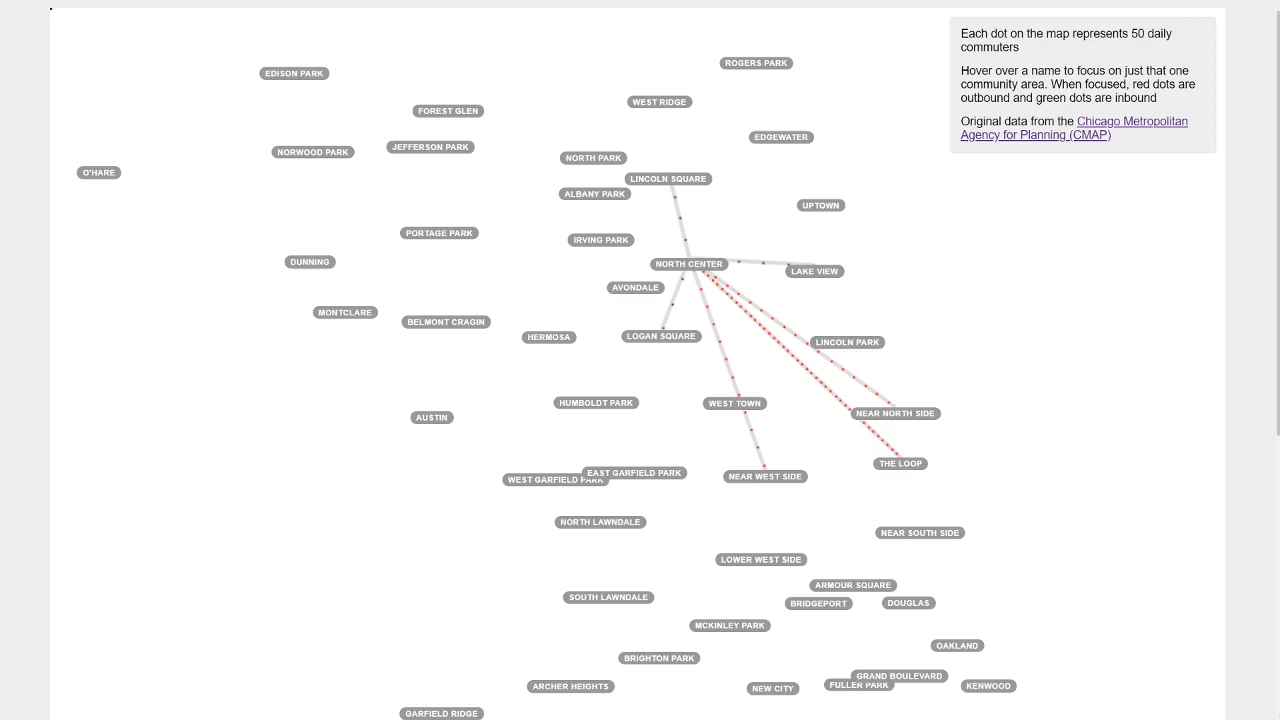 Each dot on the map represents 50 daily
commuters
Hover over a name to focus on just that one
community area. When focused, red dots are
outbound and green dots are inbound
Original data from the Chicago Metropolitan
Agency for Planning (CMAP)
ROGERS PARK
EDISON PARK
WEST RIDGE
FOREST GLEN
EDGEWATER
JEFFERSON PARK
NORWOOD PARK
NORTH PARK
O'HARE
LINCOLN SQUARE
ALBANY PARK
UPTOWN
PORTAGE PARK
IRVING PARK
DUNNING
NORTH CENTER
LAKE VIEW
AVONDALE
MONTCLARE
BELMONT CRAGIN
HERMOSA
LOGAN SQUARE
LINCOLN PARK
HUMBOLDT PARK
WEST TOWN
NEAR NORTH SIDE
AUSTIN
THE LOOP
EAST GARFIELD PARK
WEST GARFIELD PARK
NEAR WEST SIDE
NORTH LAWNDALE
NEAR SOUTH SIDE
LOWER WEST SIDE
ARMOUR SQUARE
SOUTH LAWNDALE
BRIDGEPORT
DOUGLAS
MCKINLEY PARK
OAKLAND
BRIGHTON PARK
GRAND BOULEVARD
FULLER PARK
KENWOOD
ARCHER HEIGHTS
NEW CITY
GARFIELD RIDGE